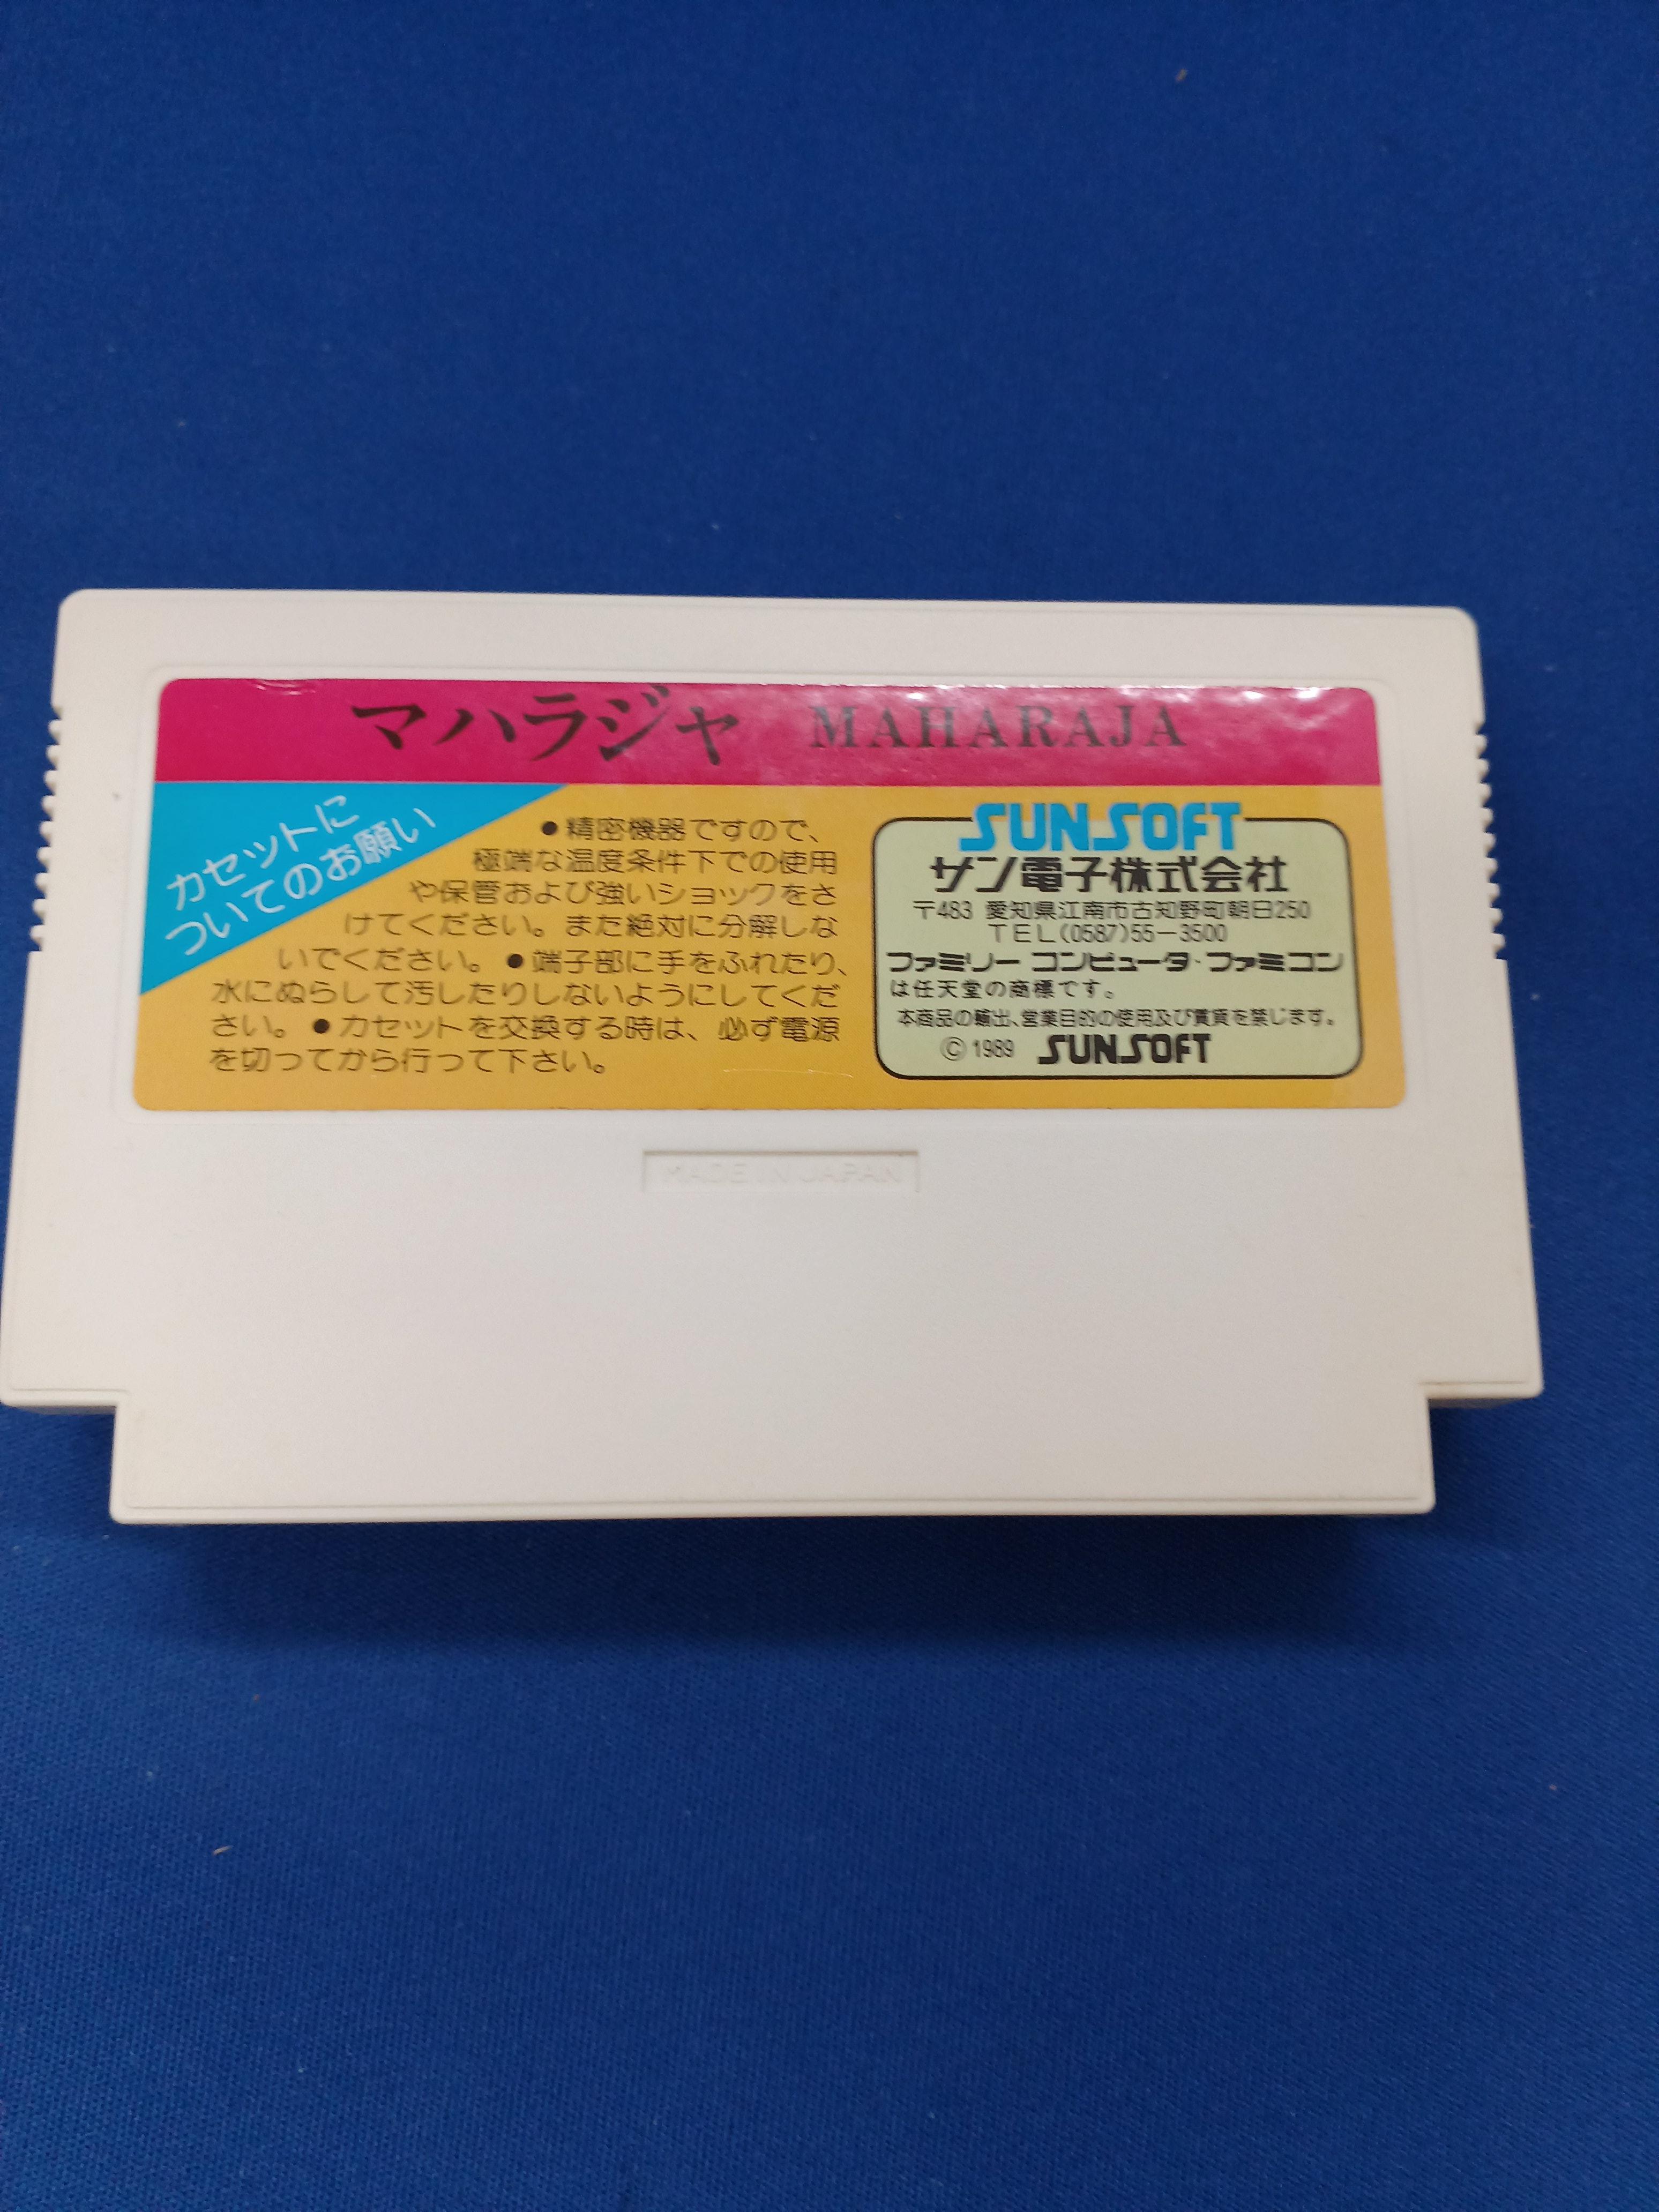 マハラジャ MAHARAJA
カセットに
ついてのお願い
●精密機器ですので、
極端な温度条件下での使用
や保管および強いショックをさ
けてください。また絶対に分解しな
いでください。●端子部に手をふれたり、
水にぬらして汚したりしないようにしてくだ
さい。●カセットを交換する時は、必ず電源
を切ってから行って下さい。
SUNSOFT
サン電子株式会社
〒483 愛知県江南市古知野町朝日250
TEL(0587)55-3500
ファミリー コンピュータ・ファミコン
は任天堂の商標です。
本商品の輸出、営業目的の使用及び賃貸を禁じます。
© 1989 SUNSOFT
MADE IN JAPAN